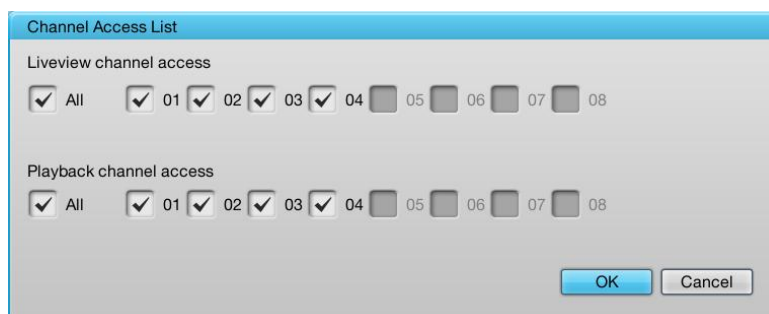 Channel Access List
Liveview channel access
All 01 02 03 04 05 06 07 08
Playback channel access
All 01 02 03 04 05 06 07 08
OK Cancel